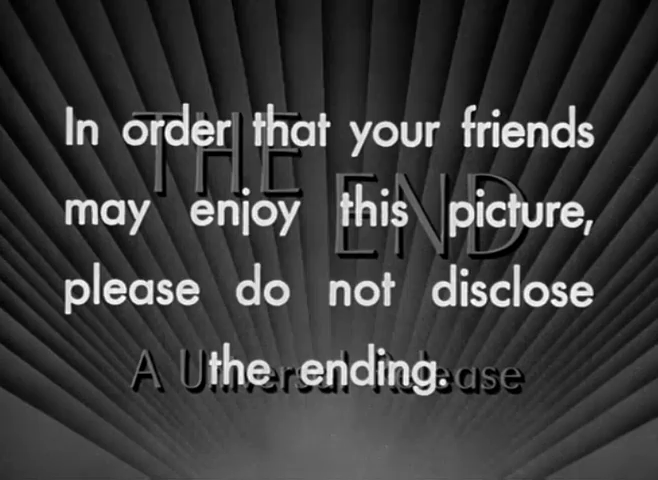 In order that your friends
may enjoy this picture,
please do not disclose
the ending.
THE
END
A Universal Release